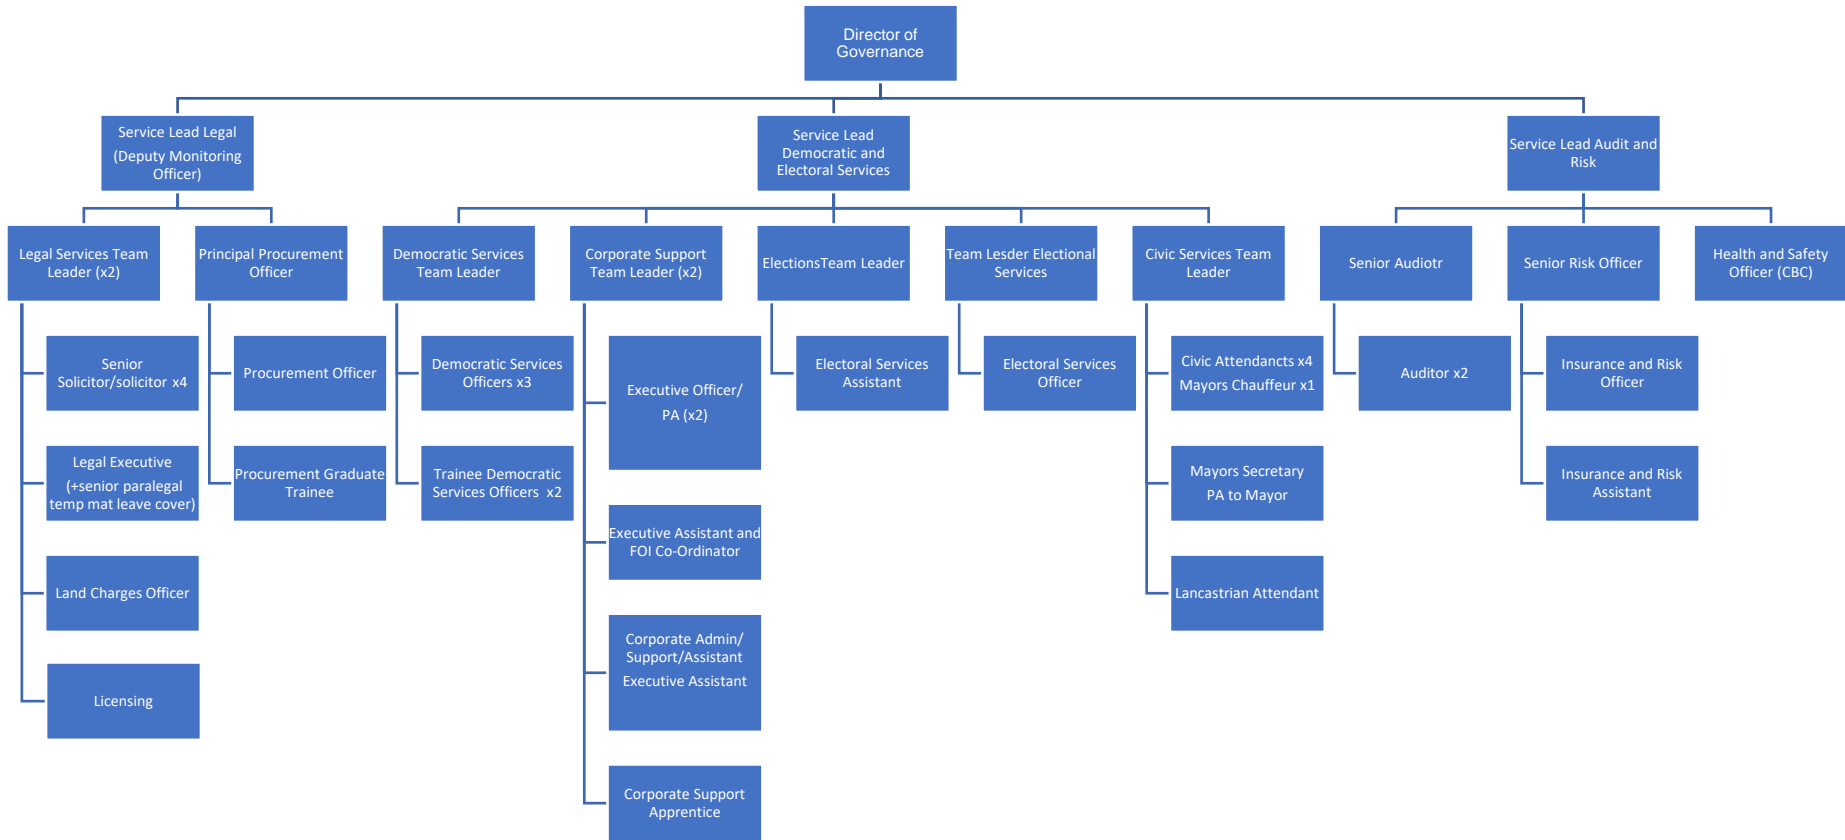 Director of
Governance
Service Lead Legal
(Deputy Monitoring
Officer)
Service Lead
Democratic and
Electoral Services
Service Lead Audit and
Risk
Legal Services Team
Leader (x2)
Principal Procurement
Officer
Democratic Services
Team Leader
Corporate Support
Team Leader (x2)
ElectionsTeam Leader
Team Lesder Electional
Services
Civic Services Team
Leader
Senior Audiotr
Senior Risk Officer
Health and Safety
Officer (CBC)
Senior
Solicitor/solicitor x4
Procurement Officer
Democratic Services
Officers x3
Executive Officer/
PA (x2)
Electoral Services
Assistant
Electoral Services
Officer
Civic Attendancts x4
Mayors Chauffeur x1
Auditor x2
Insurance and Risk
Officer
Legal Executive
(+senior paralegal
temp mat leave cover)
Procurement Graduate
Trainee
Trainee Democratic
Services Officers  x2
Executive Assistant and
FOI Co-Ordinator
Mayors Secretary
PA to Mayor
Insurance and Risk
Assistant
Land Charges Officer
Corporate Admin/
Support/Assistant
Executive Assistant
Lancastrian Attendant
Licensing
Corporate Support
Apprentice